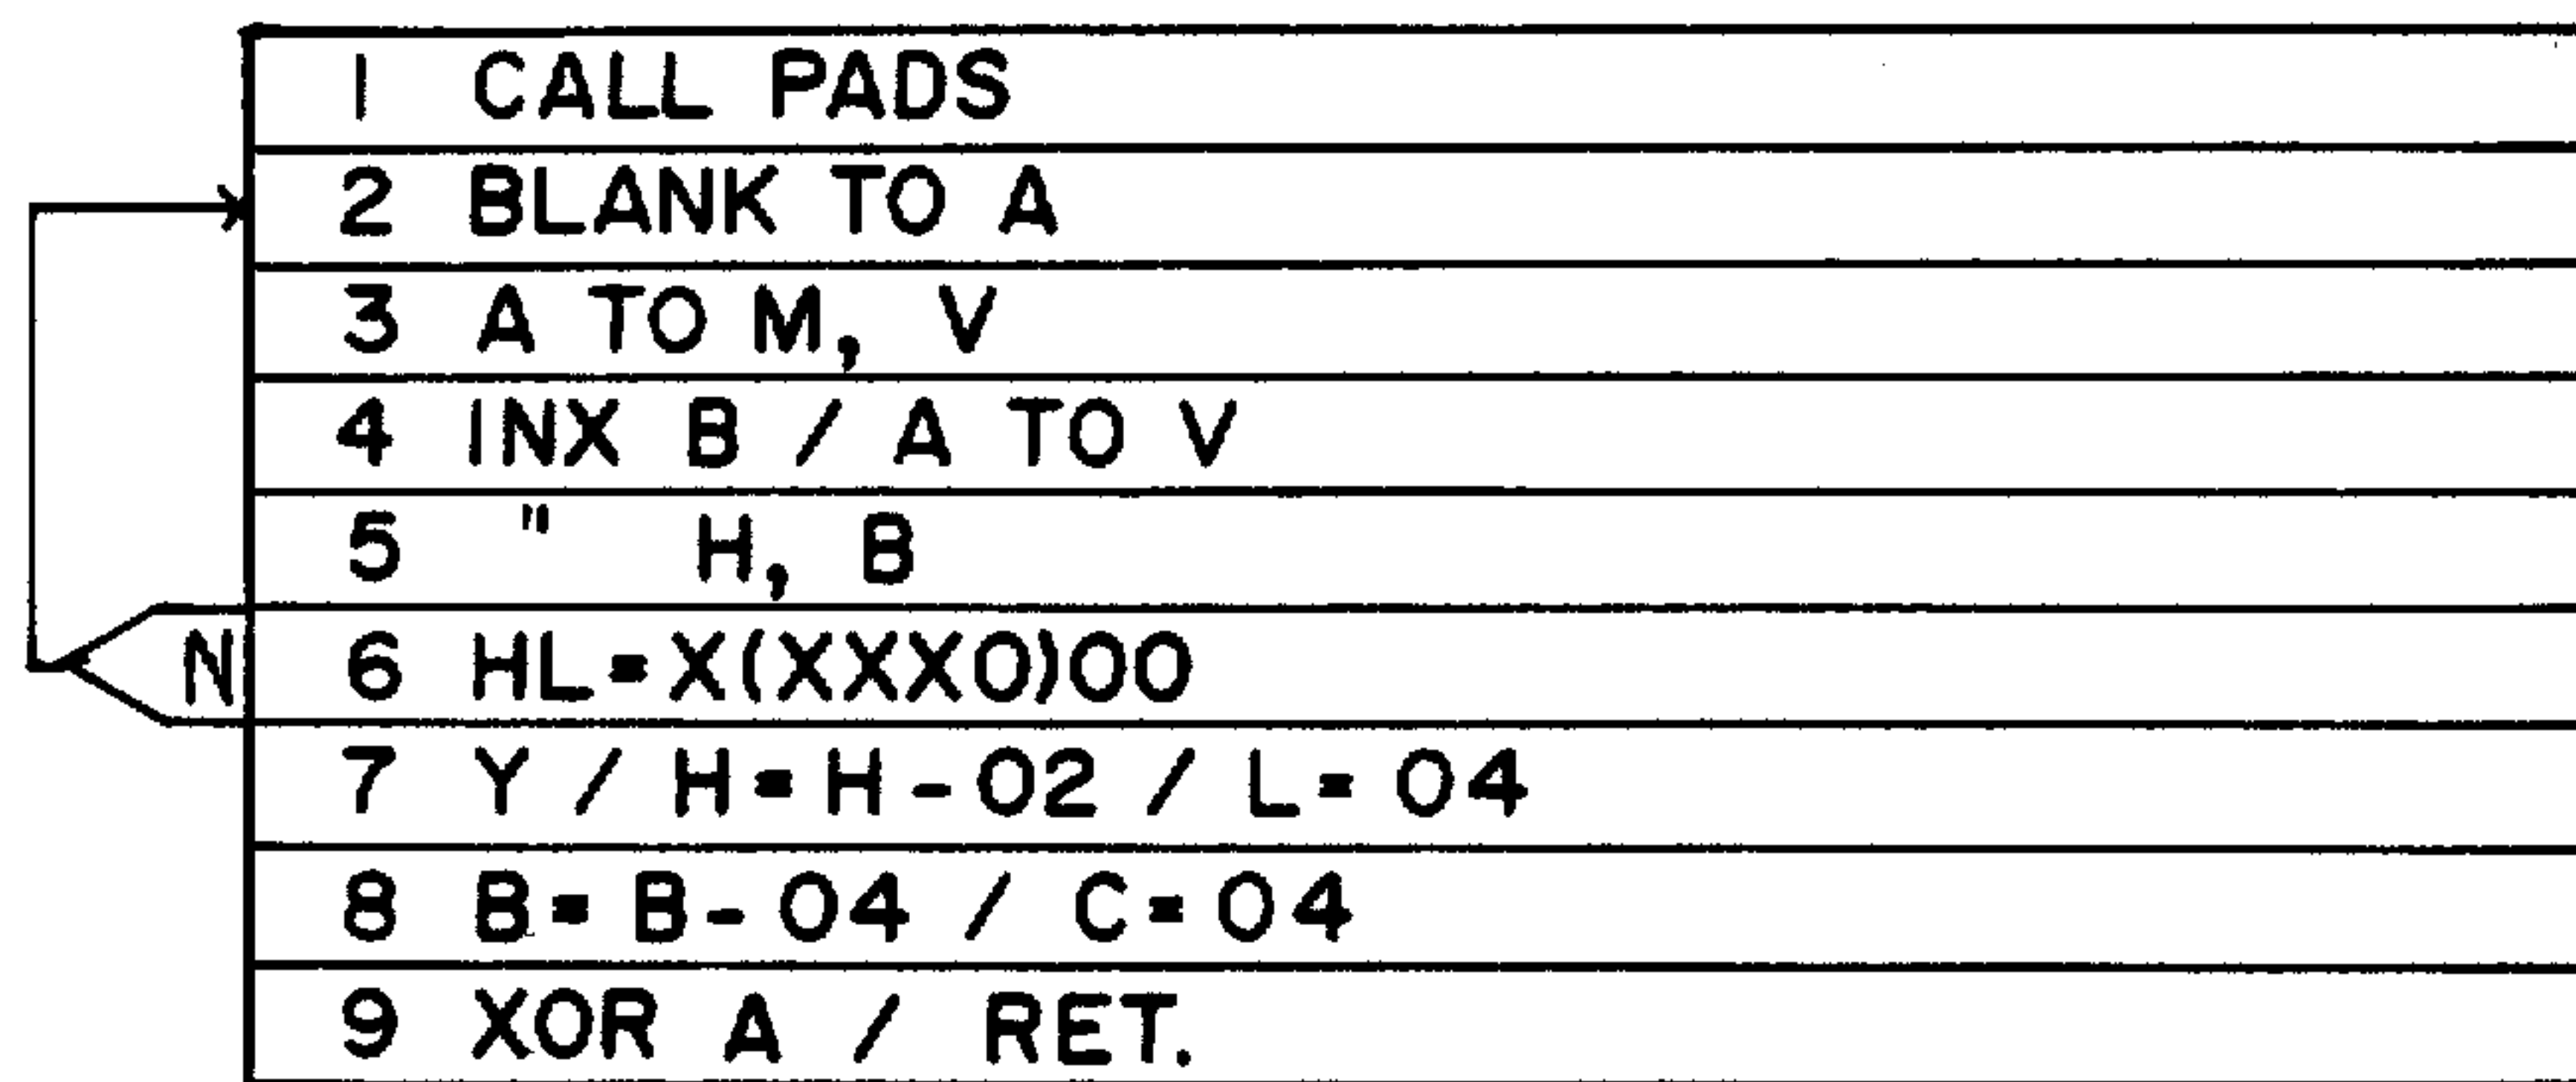 1 CALL PADS
2 BLANK TO A
3 A TO M, V
4 INX B / A TO V
5 " H, B
N 6 HL=X(XXX0)00
7 Y / H=H-02 / L=04
8 B=B-04 / C=04
9 XOR A / RET.